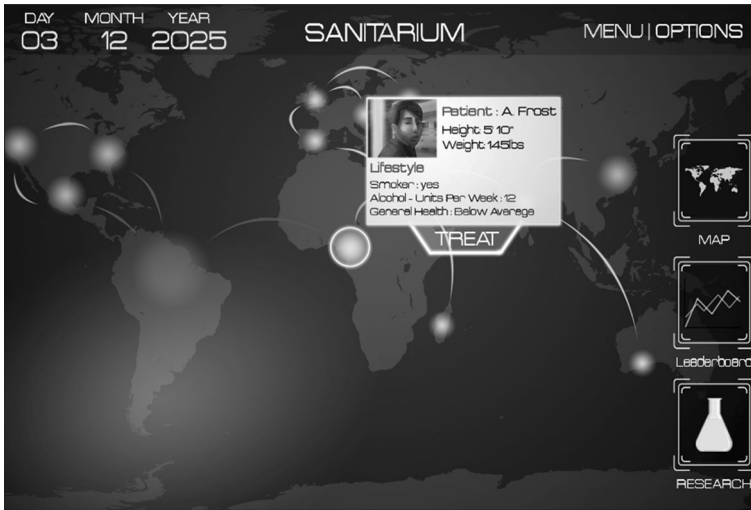 DAY MONTH YEAR
03 12 2025
SANITARIUM
MENU | OPTIONS
Patient : A. Frost
Height: 5' 10"
Weight: 145lbs
Lifestyle
Smoker : yes
Alcohol - Units Per Week : 12
General Health : Below Average
TREAT
MAP
Leaderboard
RESEARCH